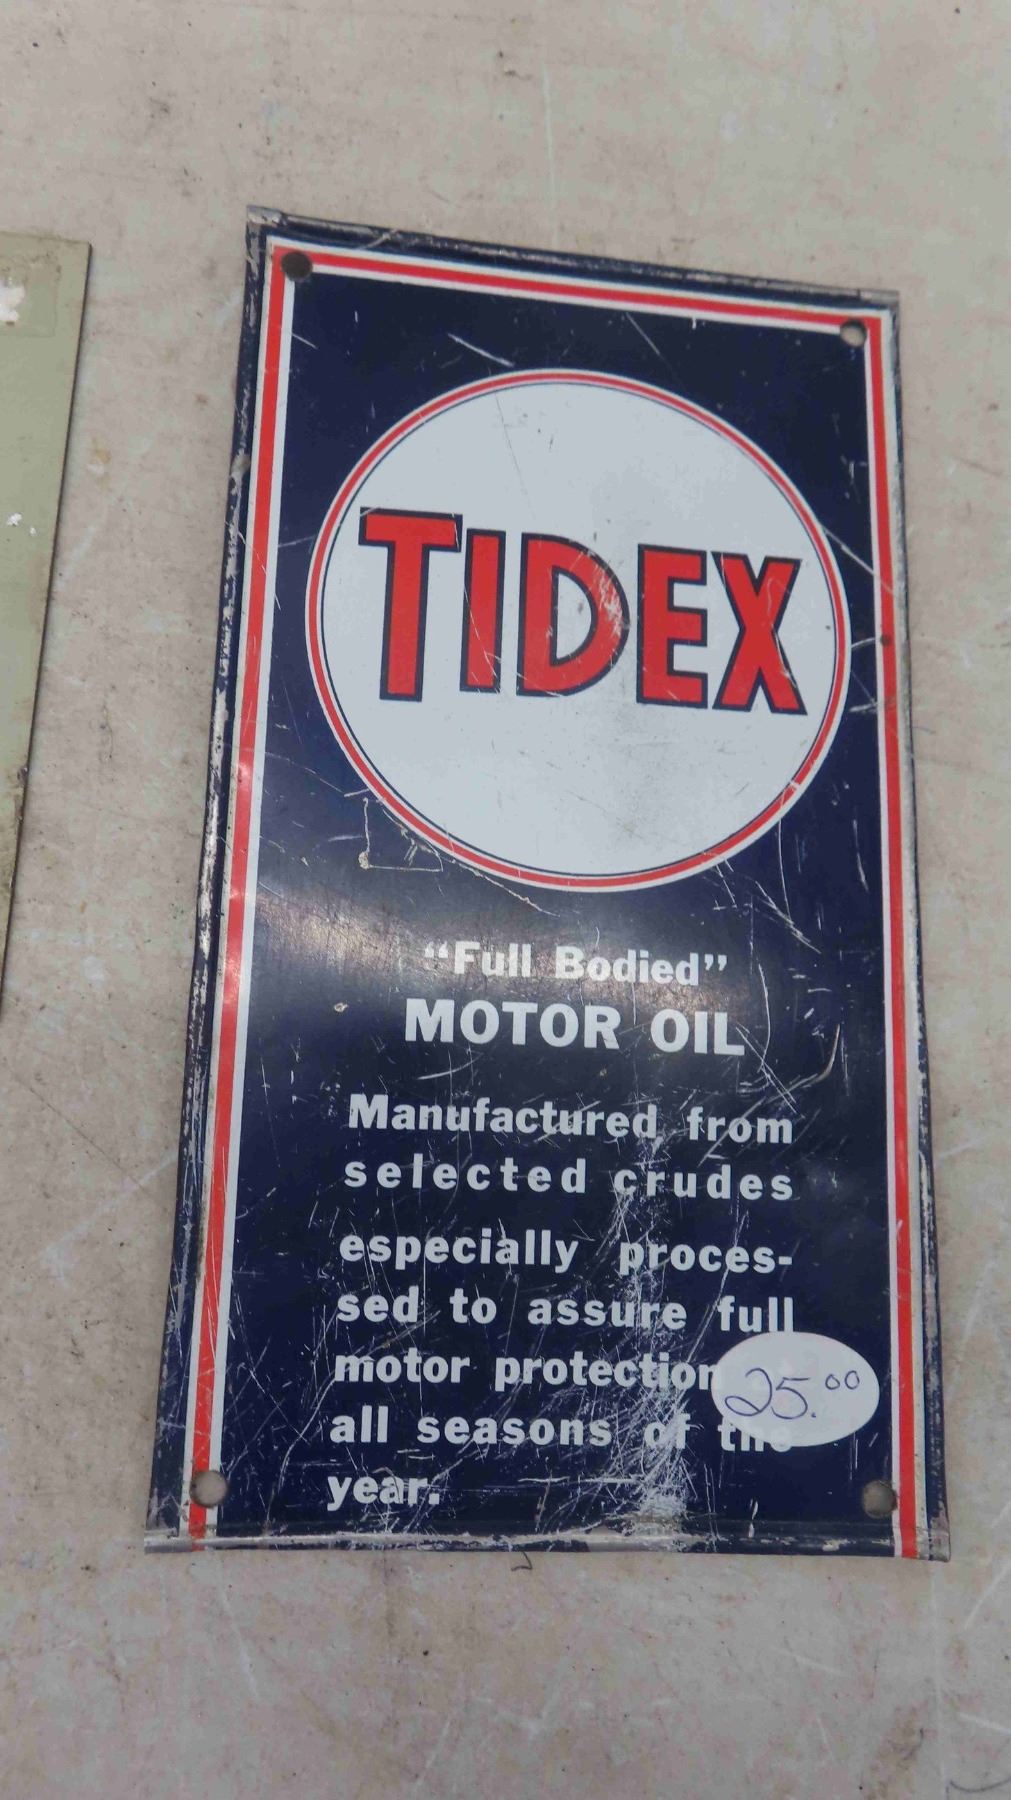 TIDEX
“Full Bodied”
MOTOR OIL
Manufactured from
selected crudes
especially proces-
sed to assure full
motor protection
all seasons of the
year.
25.00